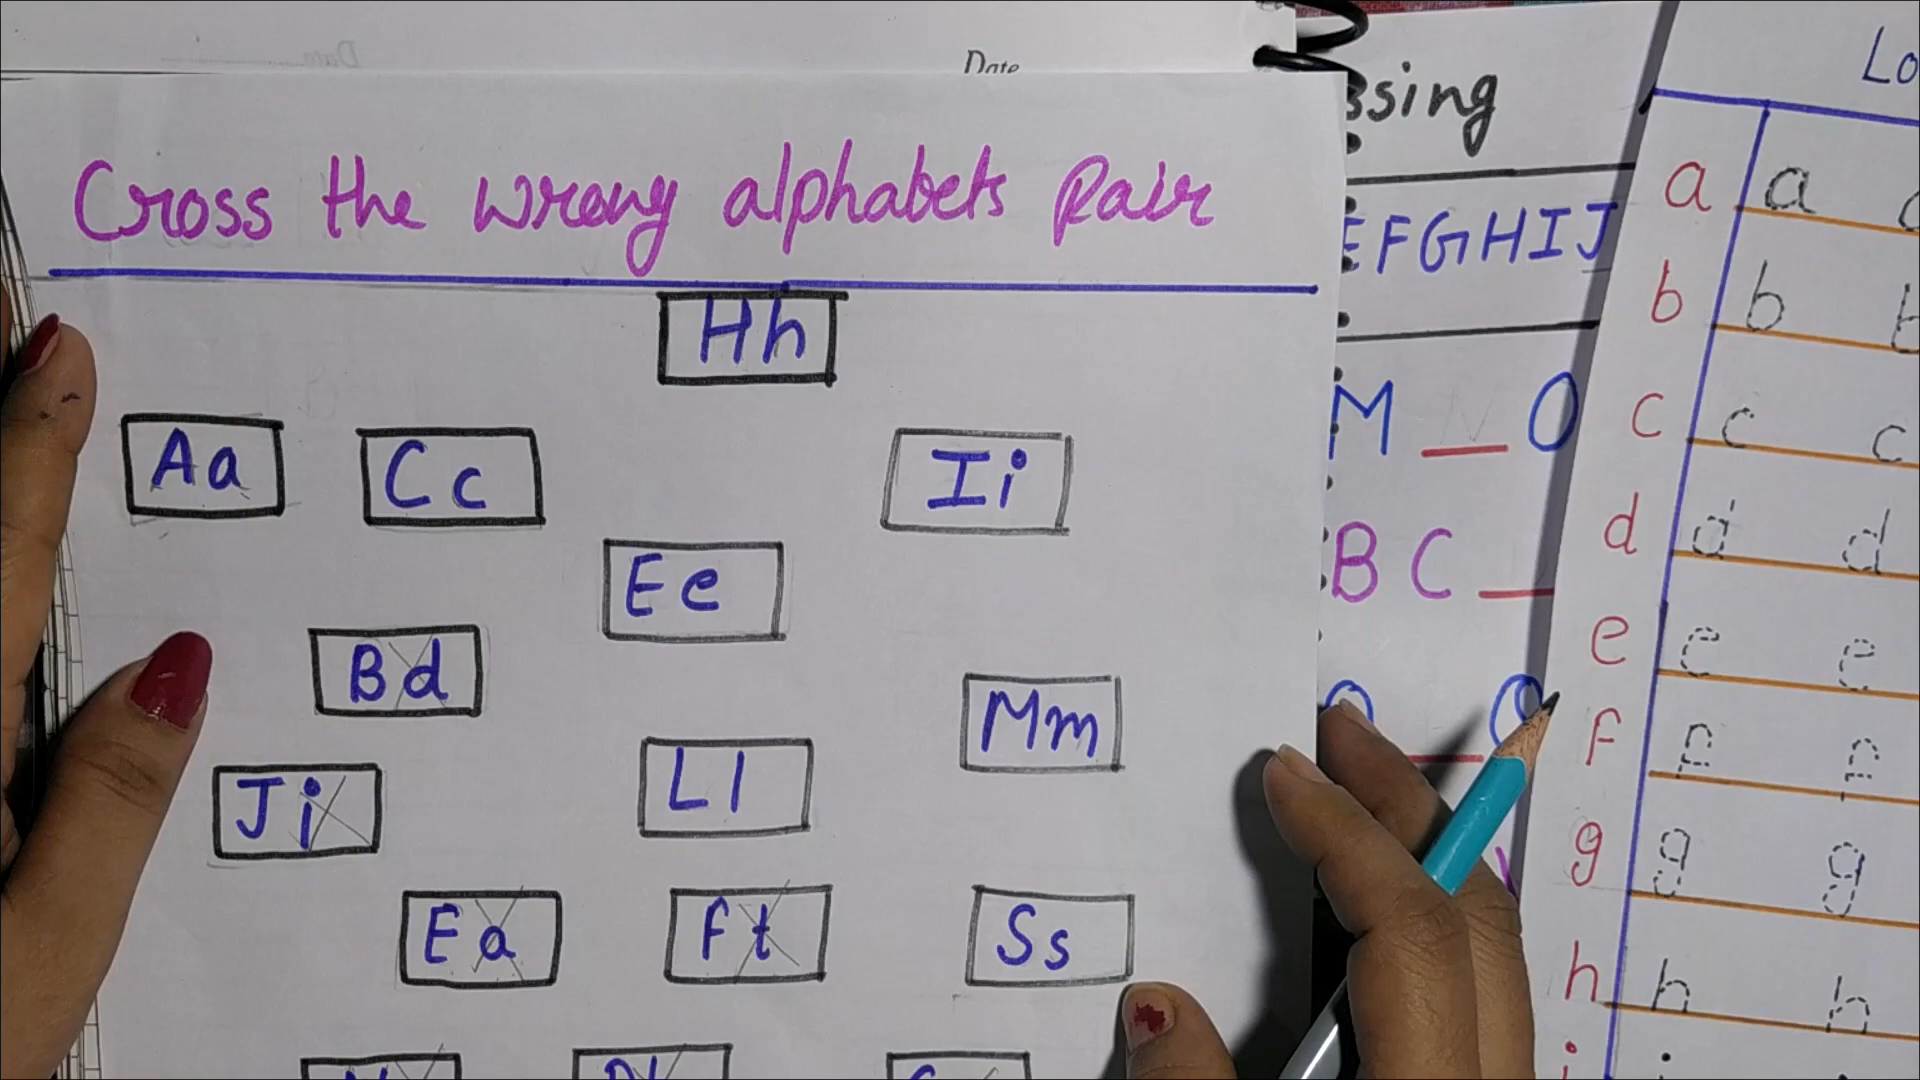 Date
Cross the wrong alphabets Pair
Hh
Aa
Cc
Ii
Ee
Bd
Mm
Ll
Ji
Ea
Ft
Ss
ssing
EFGHIJ
M _ O
B C _
Lo
a a
b b
c c c
d d d
e e e
f f f
g g g
h h h
i